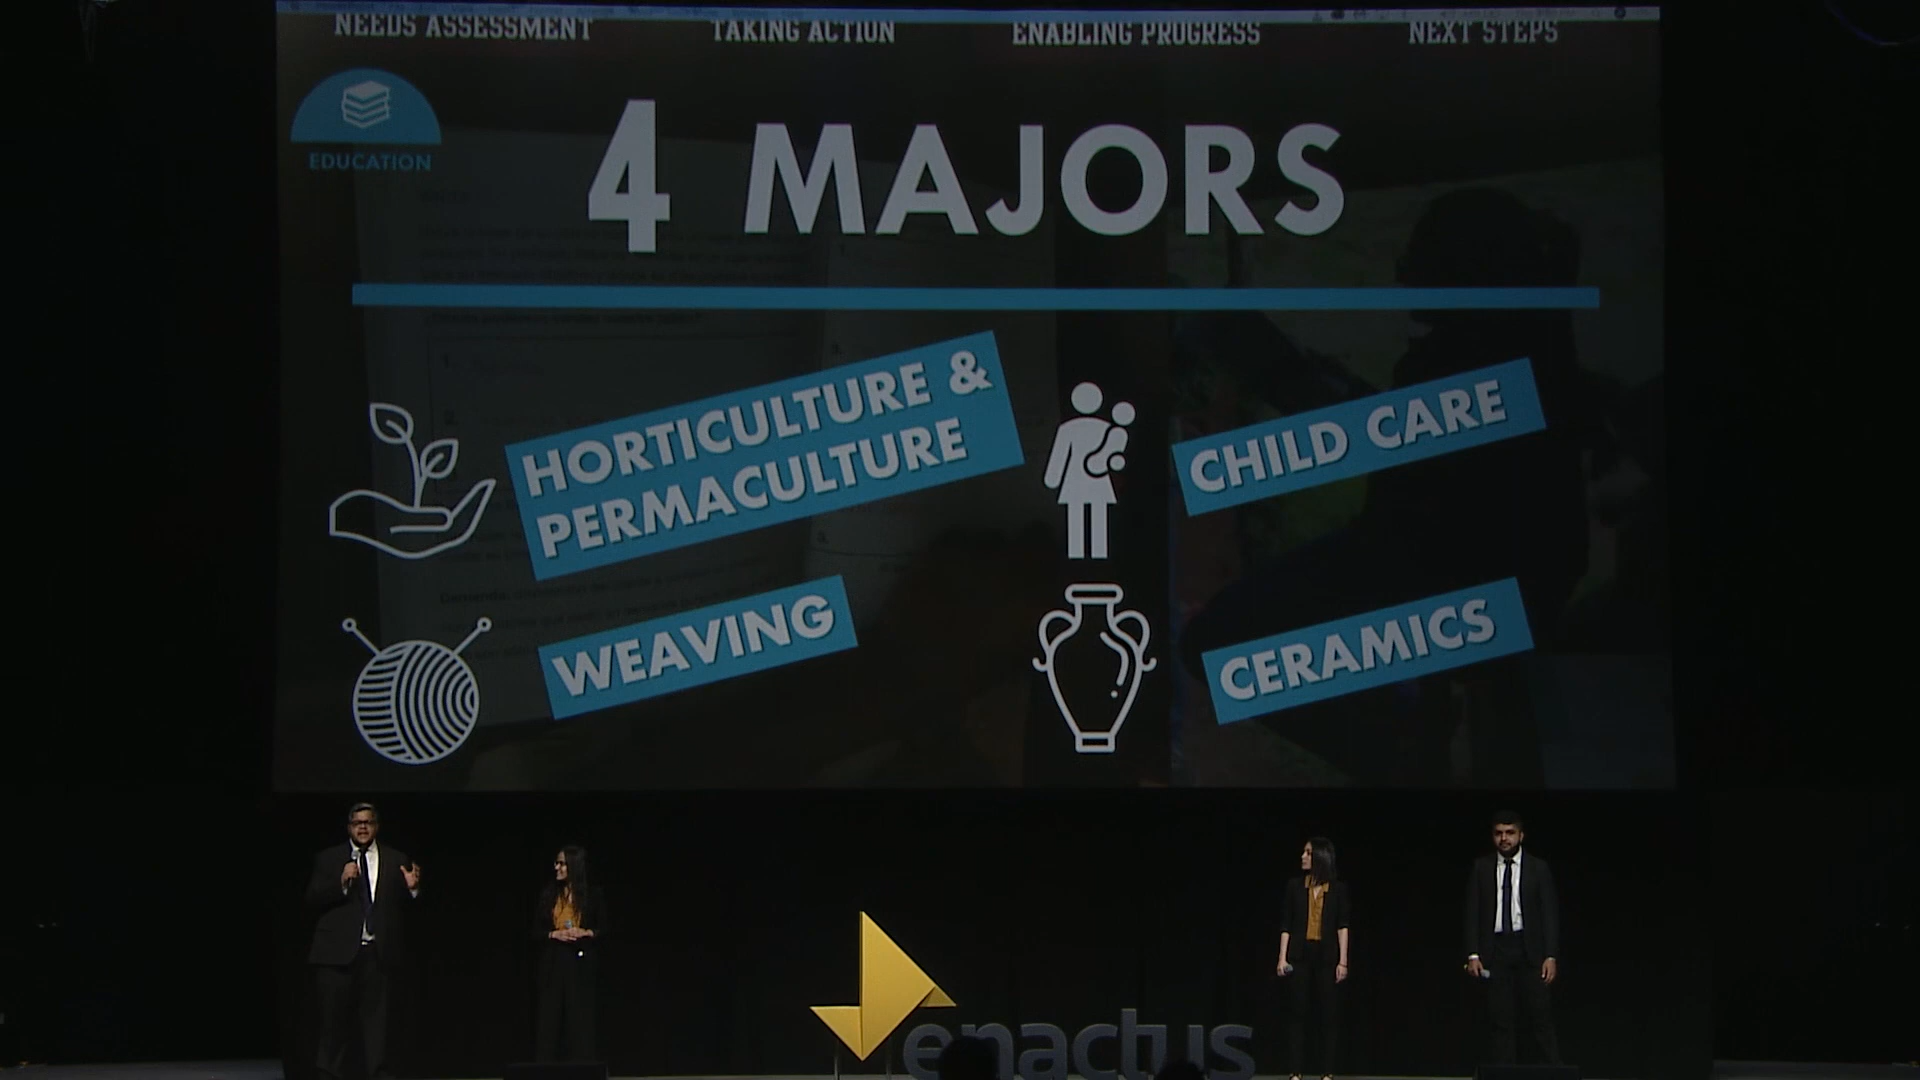 NEEDS ASSESSMENT
TAKING ACTION
ENABLING PROGRESS
NEXT STEPS
EDUCATION
4 MAJORS
HORTICULTURE &
PERMACULTURE
CHILD CARE
WEAVING
CERAMICS
enactus